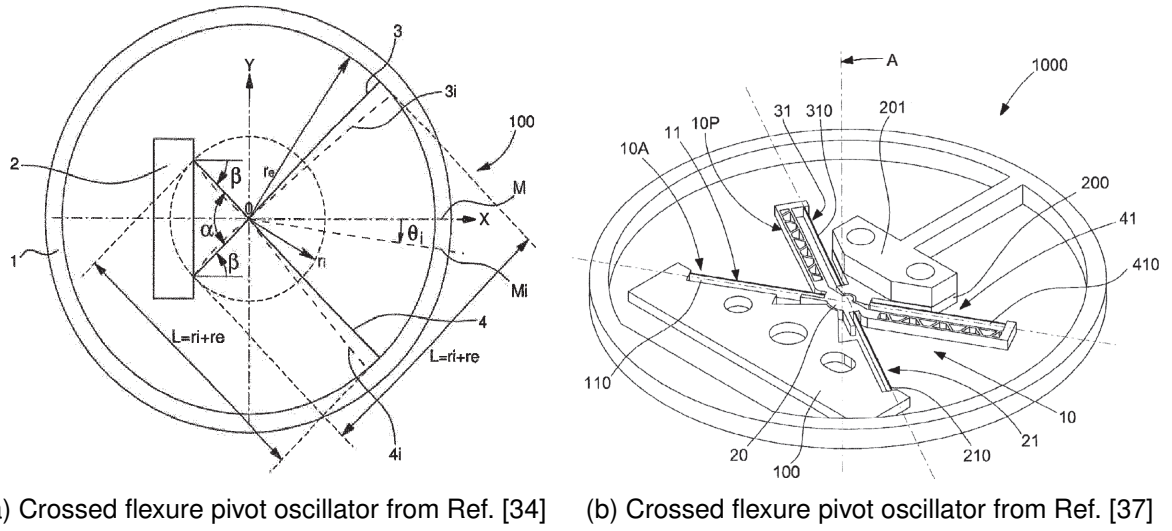 Y
3
3i
100
2
re
β
M
0
X
α
θi
1
ri
β
Mi
4
L=ri+re
L=ri+re
4i
A
1000
201
31
310
10P
11
10A
200
41
410
110
10
21
20
210
100
) Crossed flexure pivot oscillator from Ref. [34]
(b) Crossed flexure pivot oscillator from Ref. [37]